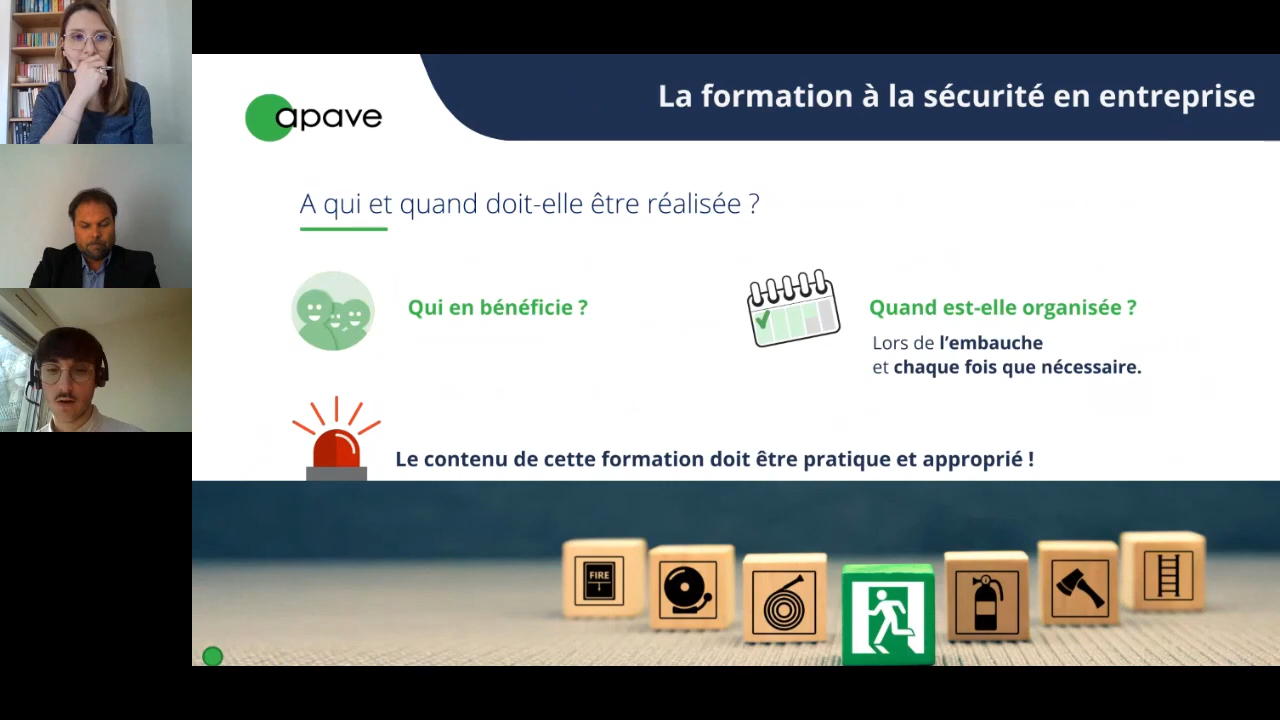 apave
La formation à la sécurité en entreprise
A qui et quand doit-elle être réalisée ?
Qui en bénéficie ?
Quand est-elle organisée ?
Lors de l’embauche
et chaque fois que nécessaire.
Le contenu de cette formation doit être pratique et approprié !
FIRE